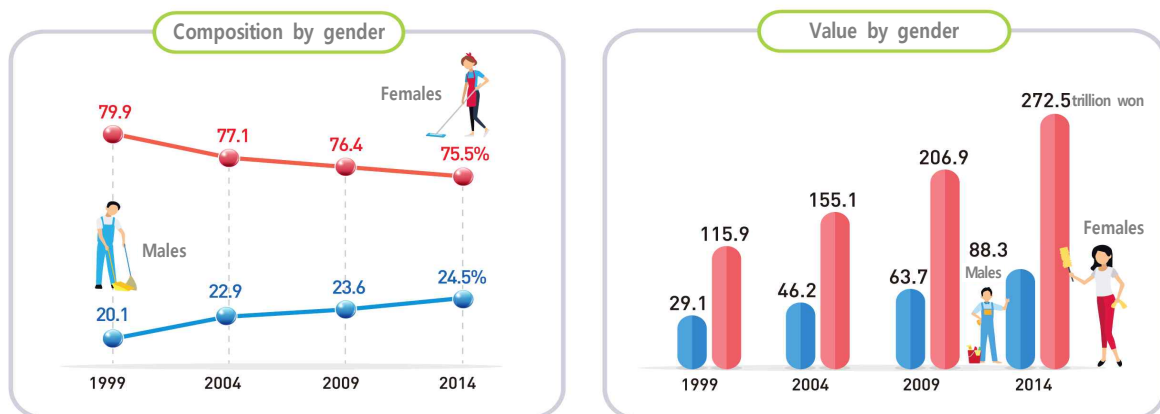 Composition by gender
Females
79.9
77.1
76.4
75.5%
Males
20.1
22.9
23.6
24.5%
1999 2004 2009 2014
Value by gender
272.5 trillion won
206.9
155.1
115.9
Females
88.3
Males
63.7
46.2
29.1
1999 2004 2009 2014